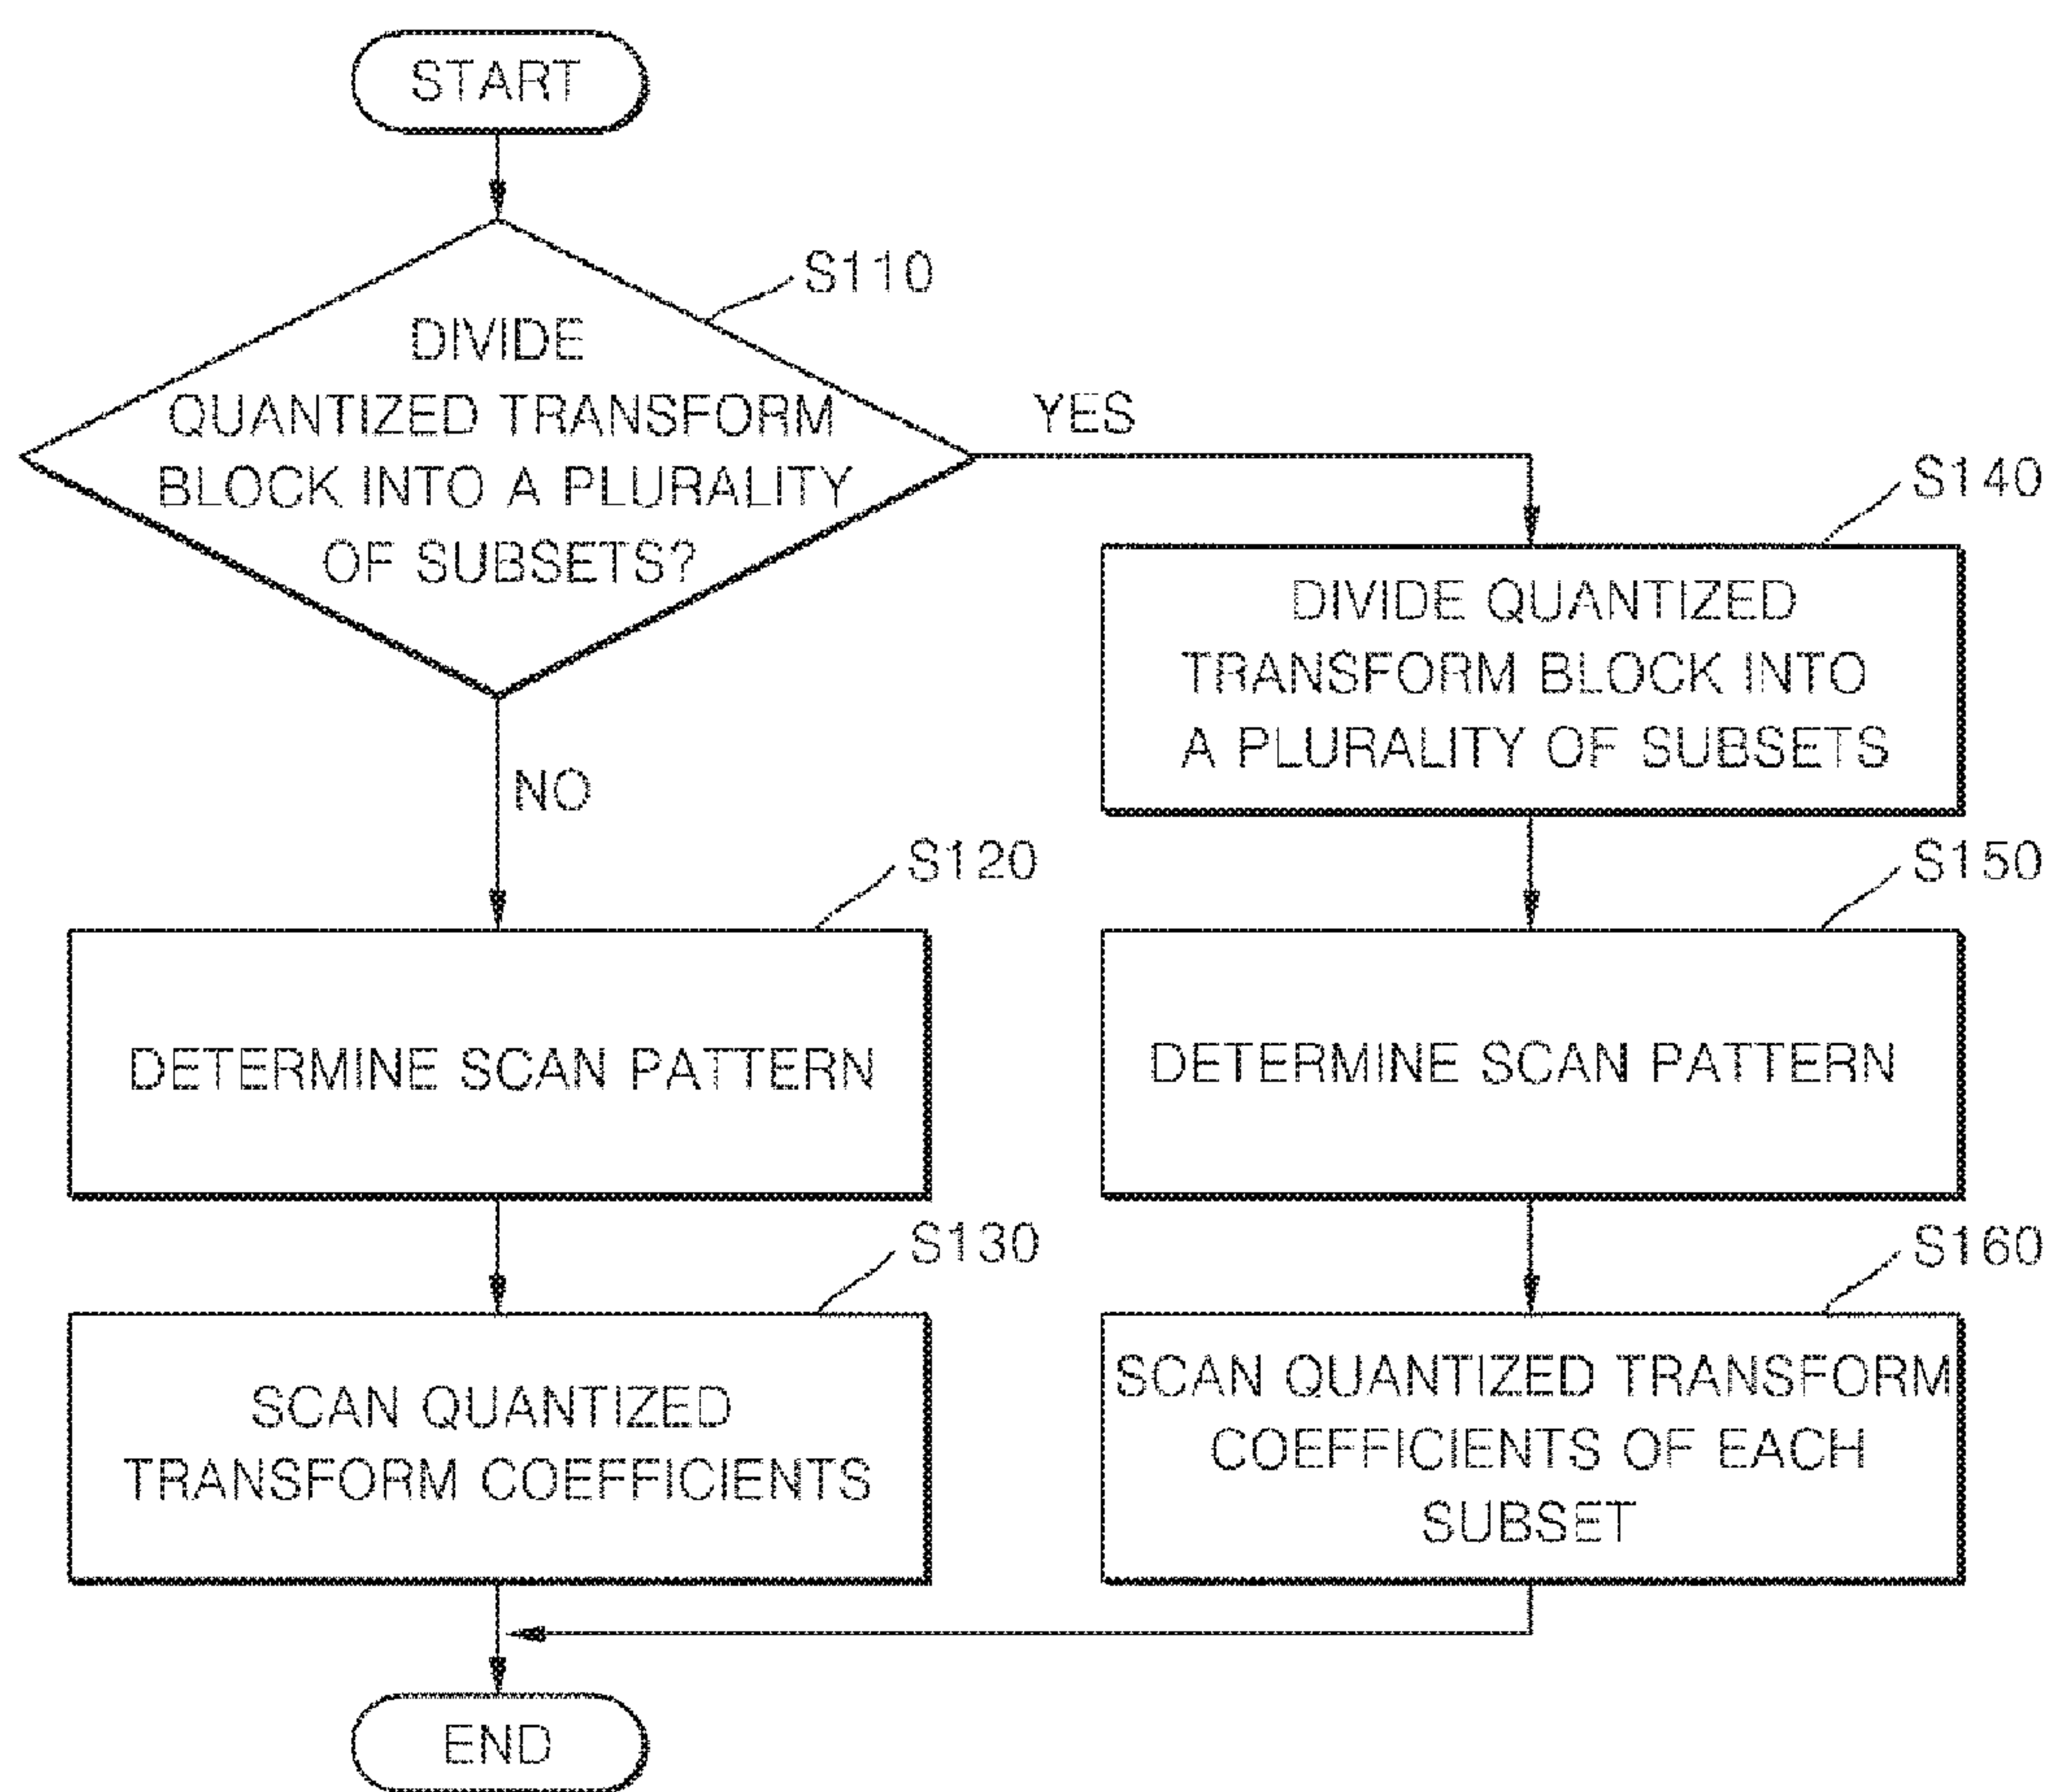 START
S110
DIVIDE
QUANTIZED TRANSFORM
BLOCK INTO A PLURALITY
OF SUBSETS?
YES
NO
S140
DIVIDE QUANTIZED
TRANSFORM BLOCK INTO
A PLURALITY OF SUBSETS
S120
DETERMINE SCAN PATTERN
S150
DETERMINE SCAN PATTERN
S130
SCAN QUANTIZED
TRANSFORM COEFFICIENTS
S160
SCAN QUANTIZED TRANSFORM
COEFFICIENTS OF EACH
SUBSET
END